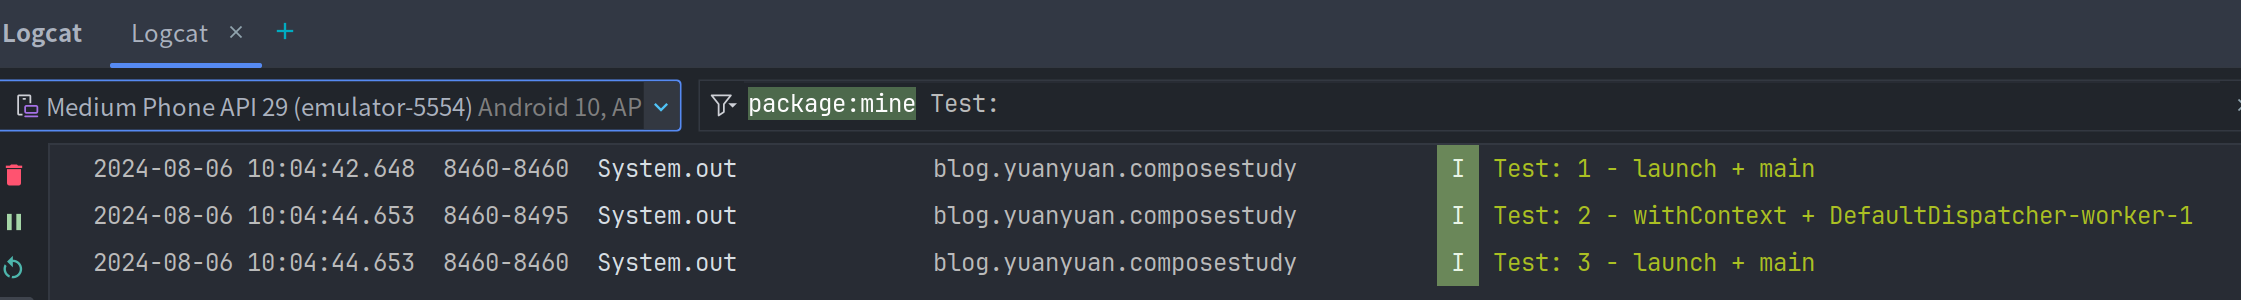 Logcat Logcat × +
Medium Phone API 29 (emulator-5554) Android 10, AP package:mine Test:
2024-08-06 10:04:42.648 8460-8460 System.out blog.yuanyuan.composestudy I Test: 1 - launch + main
2024-08-06 10:04:44.653 8460-8495 System.out blog.yuanyuan.composestudy I Test: 2 - withContext + DefaultDispatcher-worker-1
2024-08-06 10:04:44.653 8460-8460 System.out blog.yuanyuan.composestudy I Test: 3 - launch + main